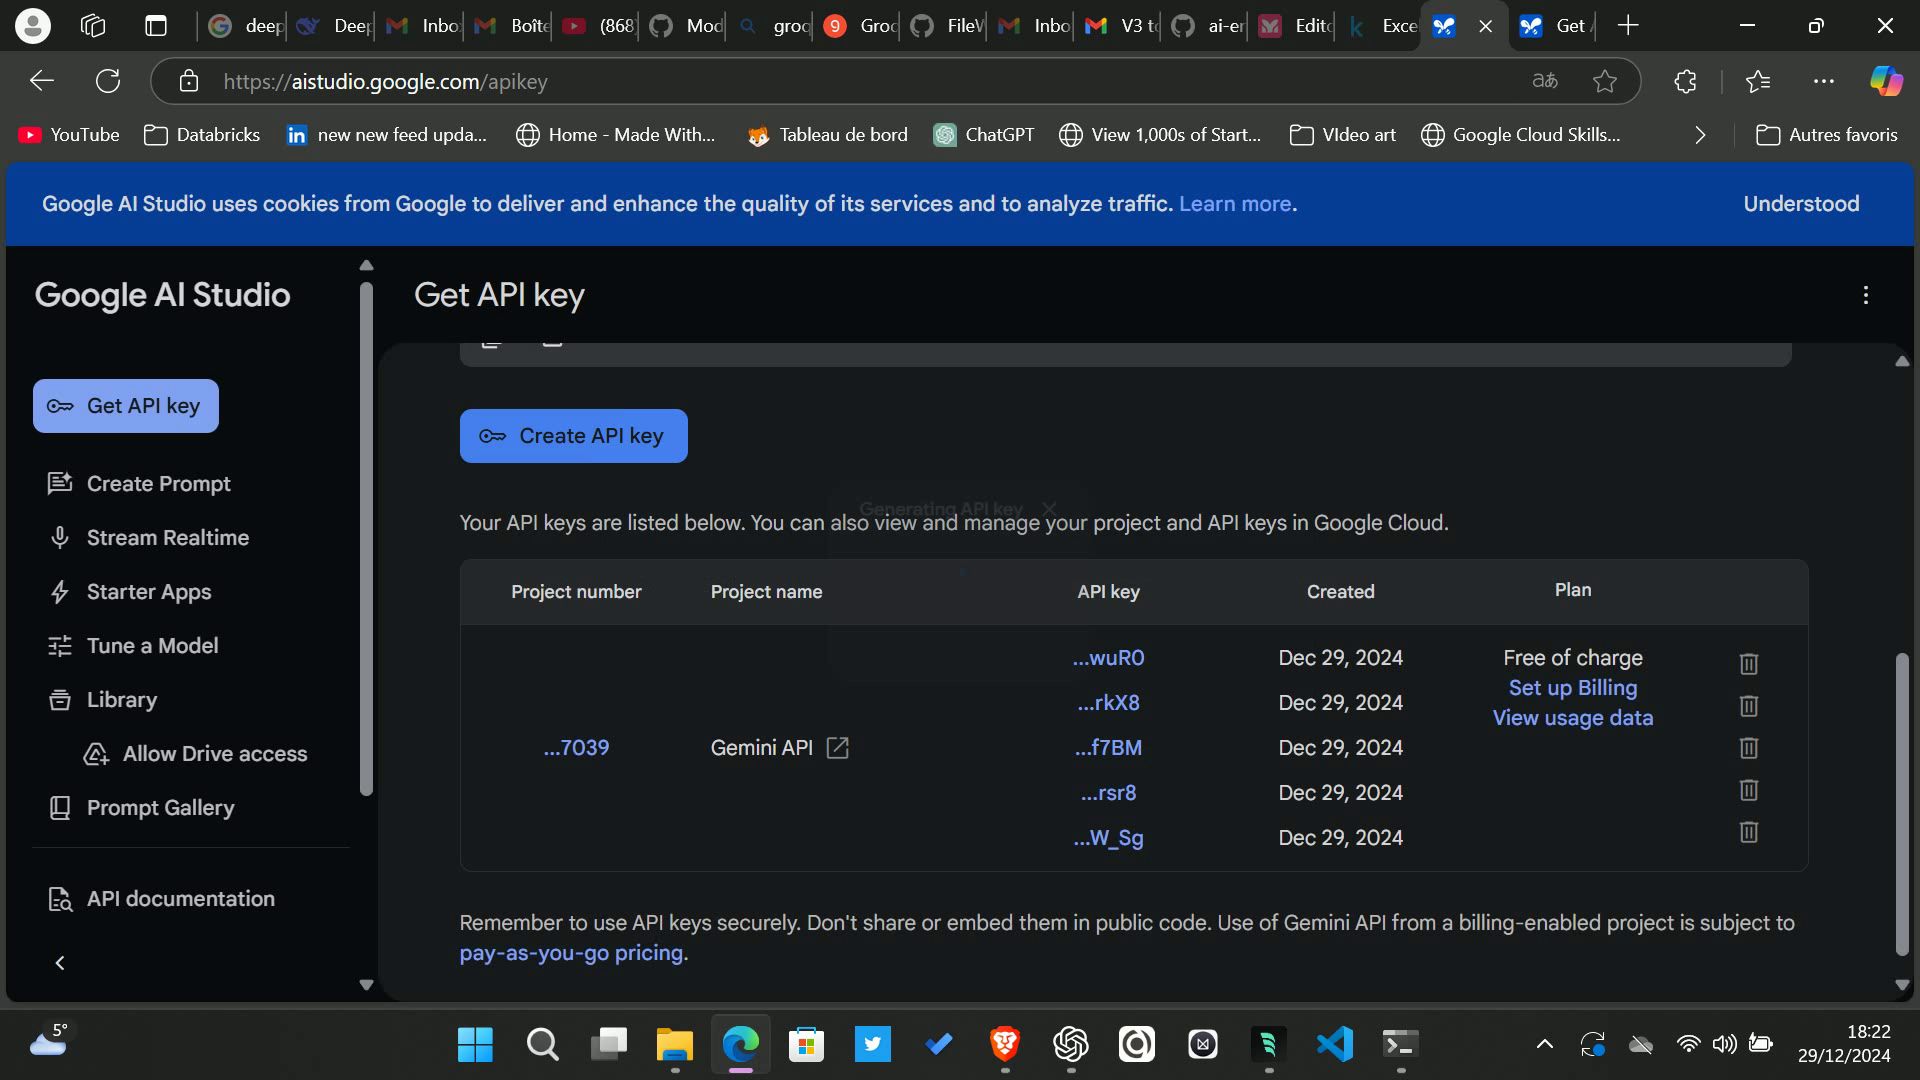 deep
Deep
Inbo
Boîte
(868
Mod
groq
9
Groc
FileV
Inbo
V3 to
ai-er
Edito
Exce
Get
https://aistudio.google.com/apikey
aあ
YouTube
Databricks
in
new new feed upda...
Home - Made With...
Tableau de bord
ChatGPT
View 1,000s of Start...
VIdeo art
Google Cloud Skills...
Autres favoris
Google AI Studio uses cookies from Google to deliver and enhance the quality of its services and to analyze traffic. Learn more.
Understood
Google AI Studio
Get API key
Get API key
Create Prompt
Stream Realtime
Starter Apps
Tune a Model
Library
Allow Drive access
Prompt Gallery
API documentation
Create API key
Generating API key
Your API keys are listed below. You can also view and manage your project and API keys in Google Cloud.
Project number Project name API key Created Plan
...7039
Gemini API
...wuR0 Dec 29, 2024 Free of charge
Set up Billing
...rkX8 Dec 29, 2024
View usage data
...f7BM Dec 29, 2024
...rsr8 Dec 29, 2024
...W_Sg Dec 29, 2024
Remember to use API keys securely. Don't share or embed them in public code. Use of Gemini API from a billing-enabled project is subject to
pay-as-you-go pricing.
5°
18:22
29/12/2024